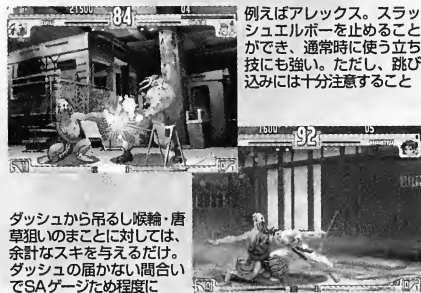 21500 84 04
例えばアレックス。スラッ
シュエルボーを止めること
ができ、通常時に使う立ち
技にも強い。ただし、跳び
込みには十分注意すること
1600 92 05
ダッシュから吊るし喉輪・唐
草狙いのまことに対しては、
余計なスキを与えるだけ。
ダッシュの届かない間合い
でSAゲージため程度に